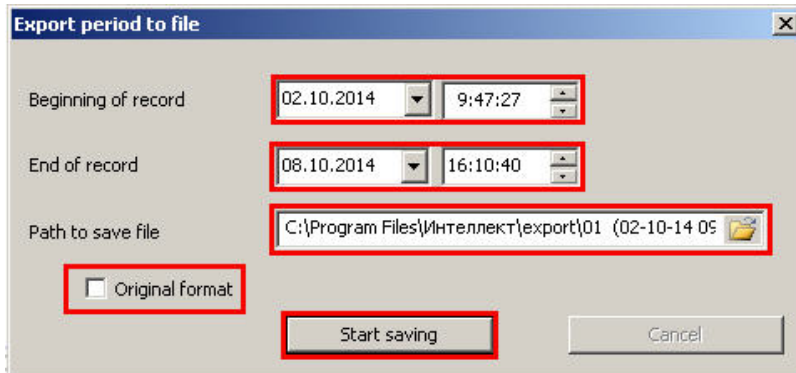 Export period to file
Beginning of record 02.10.2014 9:47:27
End of record 08.10.2014 16:10:40
Path to save file C:\Program Files\Интеллект\export\01 (02-10-14 09
Original format
Start saving Cancel